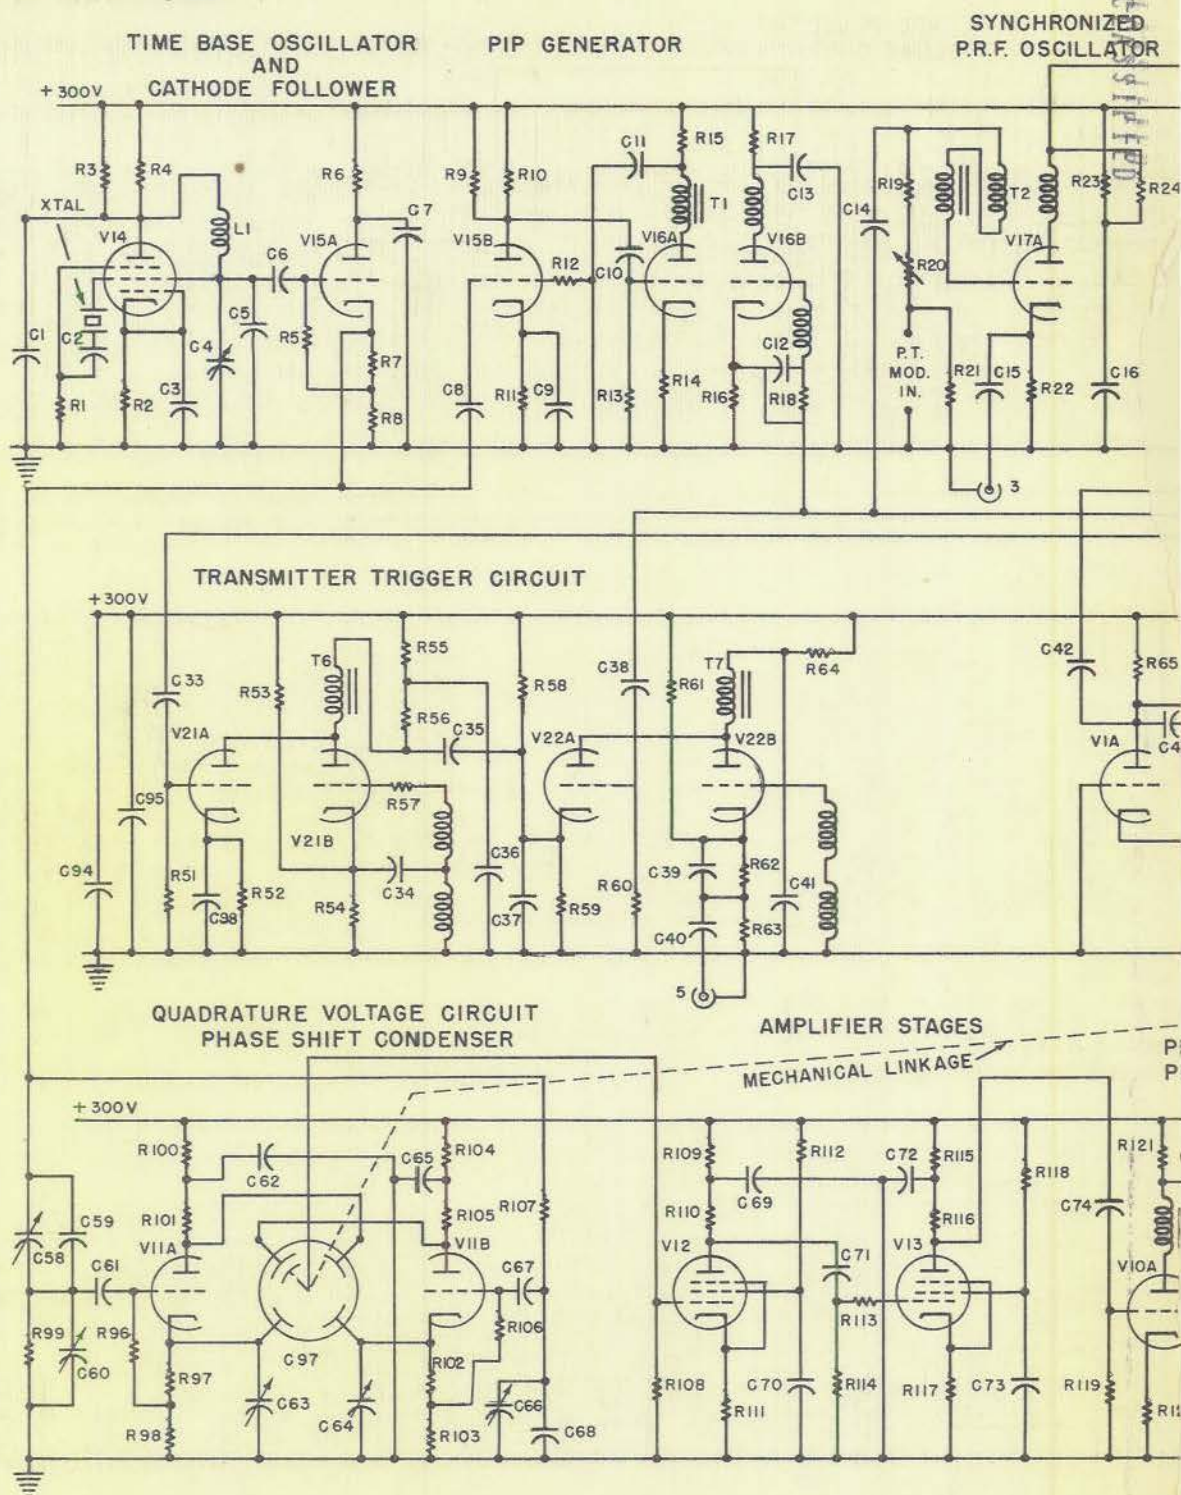 SYNCHRONIZED
P.R.F. OSCILLATOR
TIME BASE OSCILLATOR
AND
CATHODE FOLLOWER
PIP GENERATOR
+300V
R3 R4 R6 R9 R10 C11 R15 R17 C13 R19 T2 R23 R24
XTAL V14 L1 C7 T1 C14
C6 V15A V15B R12 C10 V16A V16B R20 V17A
C1 C2 C4 C5 R5 R7 C12
C8 P.T.
MOD.
IN.
R1 R2 C3 R8 R11 C9 R13 R14 R16 R18 R21 C15 R22 C16
3
TRANSMITTER TRIGGER CIRCUIT
+300V
C33 R53 T6 R55 R58 C38 R61 T7 R64 C42 R65
V21A R56 C35 V22A V22B V1A
R57
C95 V21B
C94 R51 C98 R52 R54 C34 C36 C37 R59 R60 C39 R62 C41
C40 R63
5
QUADRATURE VOLTAGE CIRCUIT
PHASE SHIFT CONDENSER
AMPLIFIER STAGES
MECHANICAL LINKAGE
+300V
R100 C62 C65 R104 R109 R112 C72 R115 R118 R121
C59 R101 R105 R107 R110 C69 R116 C74
C58 V11A V11B V12 C71 V13 V10A
C61 C67
R99 R96 C97 R106 R113
C60 R97 R102 R108 C70 R114 R117 C73 R119
C63 C64 C66 R111
R98 R103 C68